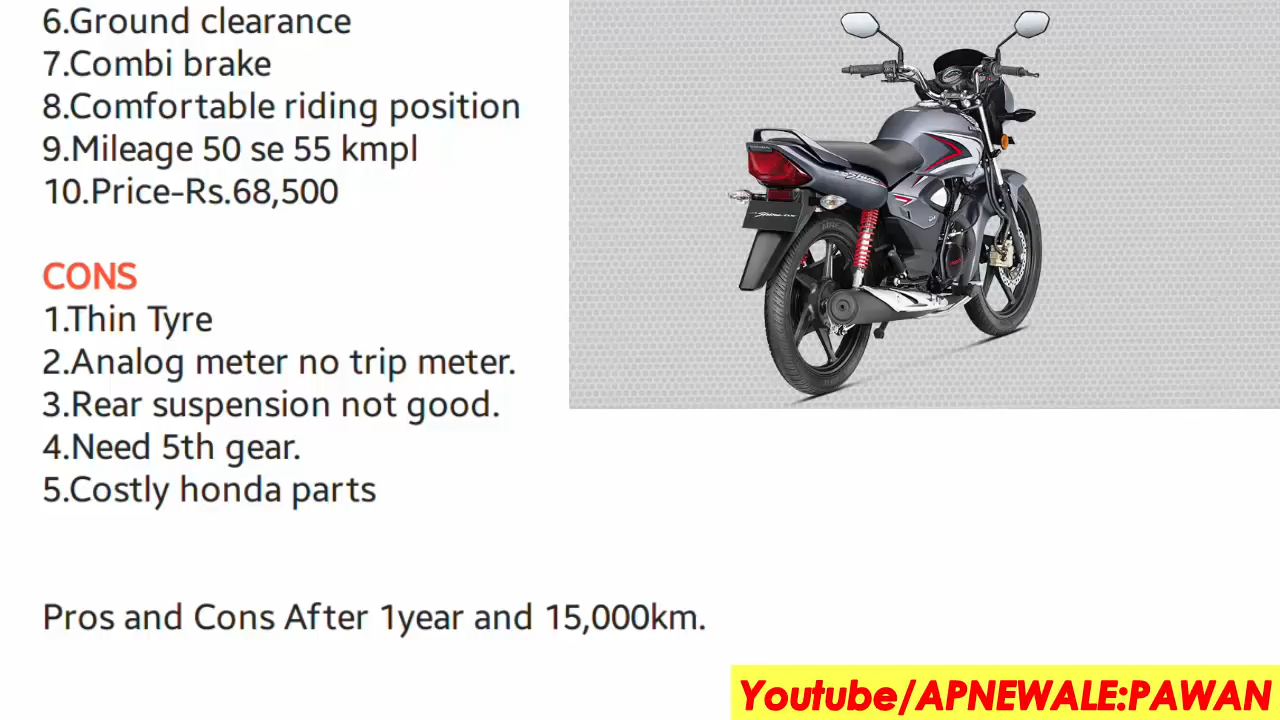 6.Ground clearance
7.Combi brake
8.Comfortable riding position
9.Mileage 50 se 55 kmpl
10.Price-Rs.68,500
CONS
1.Thin Tyre
2.Analog meter no trip meter.
3.Rear suspension not good.
4.Need 5th gear.
5.Costly honda parts
Pros and Cons After 1year and 15,000km.
Youtube/APNEWALE:PAWAN
Shine